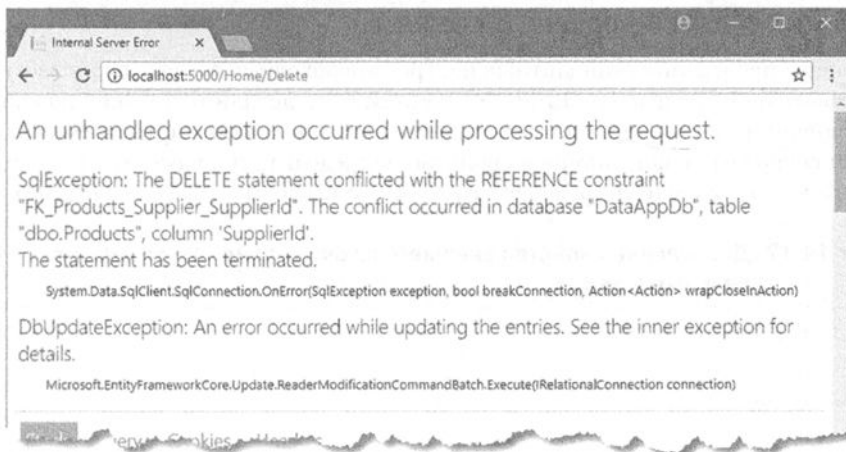 Internal Server Error
localhost:5000/Home/Delete
An unhandled exception occurred while processing the request.
SqlException: The DELETE statement conflicted with the REFERENCE constraint
"FK_Products_Supplier_SupplierId". The conflict occurred in database "DataAppDb", table
"dbo.Products", column 'SupplierId'.
The statement has been terminated.
System.Data.SqlClient.SqlConnection.OnError(SqlException exception, bool breakConnection, Action<Action> wrapCloseInAction)
DbUpdateException: An error occurred while updating the entries. See the inner exception for
details.
Microsoft.EntityFrameworkCore.Update.ReaderModificationCommandBatch.Execute(IRelationalConnection connection)
Cookies